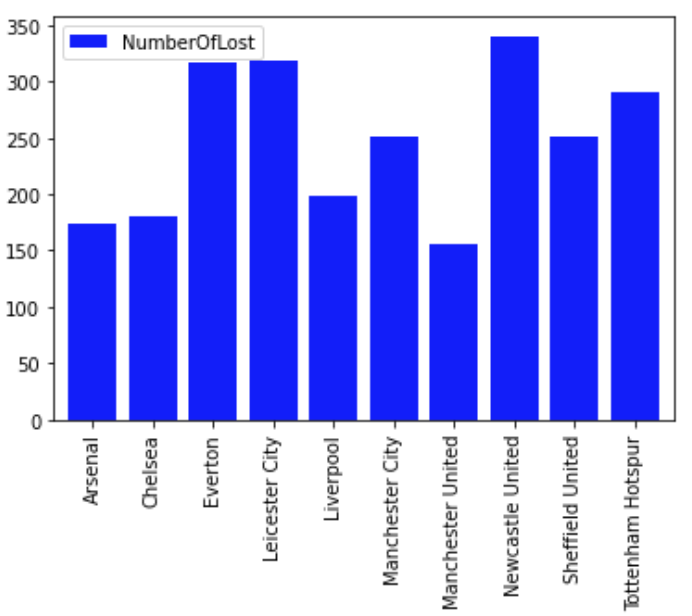 350
300
250
200
150
100
50
0
NumberOfLost
Arsenal
Chelsea
Everton
Leicester City
Liverpool
Manchester City
Manchester United
Newcastle United
Sheffield United
Tottenham Hotspur